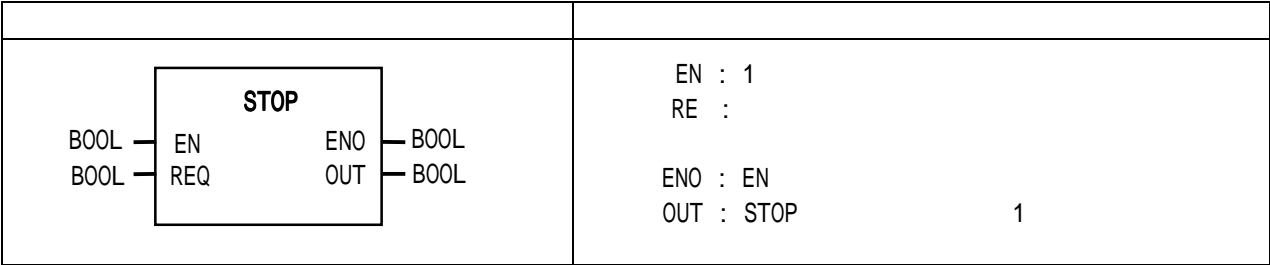 STOP
BOOL EN ENO BOOL
BOOL REQ OUT BOOL
EN : 1
RE :
ENO : EN
OUT : STOP 1